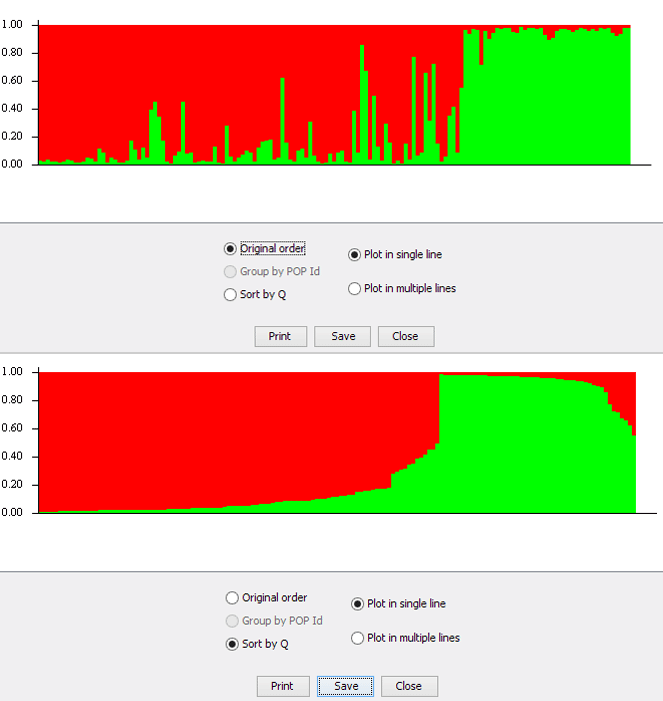 1.00
0.80
0.60
0.40
0.20
0.00
Original order
Plot in single line
Group by POP Id
Sort by Q
Plot in multiple lines
Print Save Close
1.00
0.80
0.60
0.40
0.20
0.00
Original order
Plot in single line
Group by POP Id
Sort by Q
Plot in multiple lines
Print Save Close